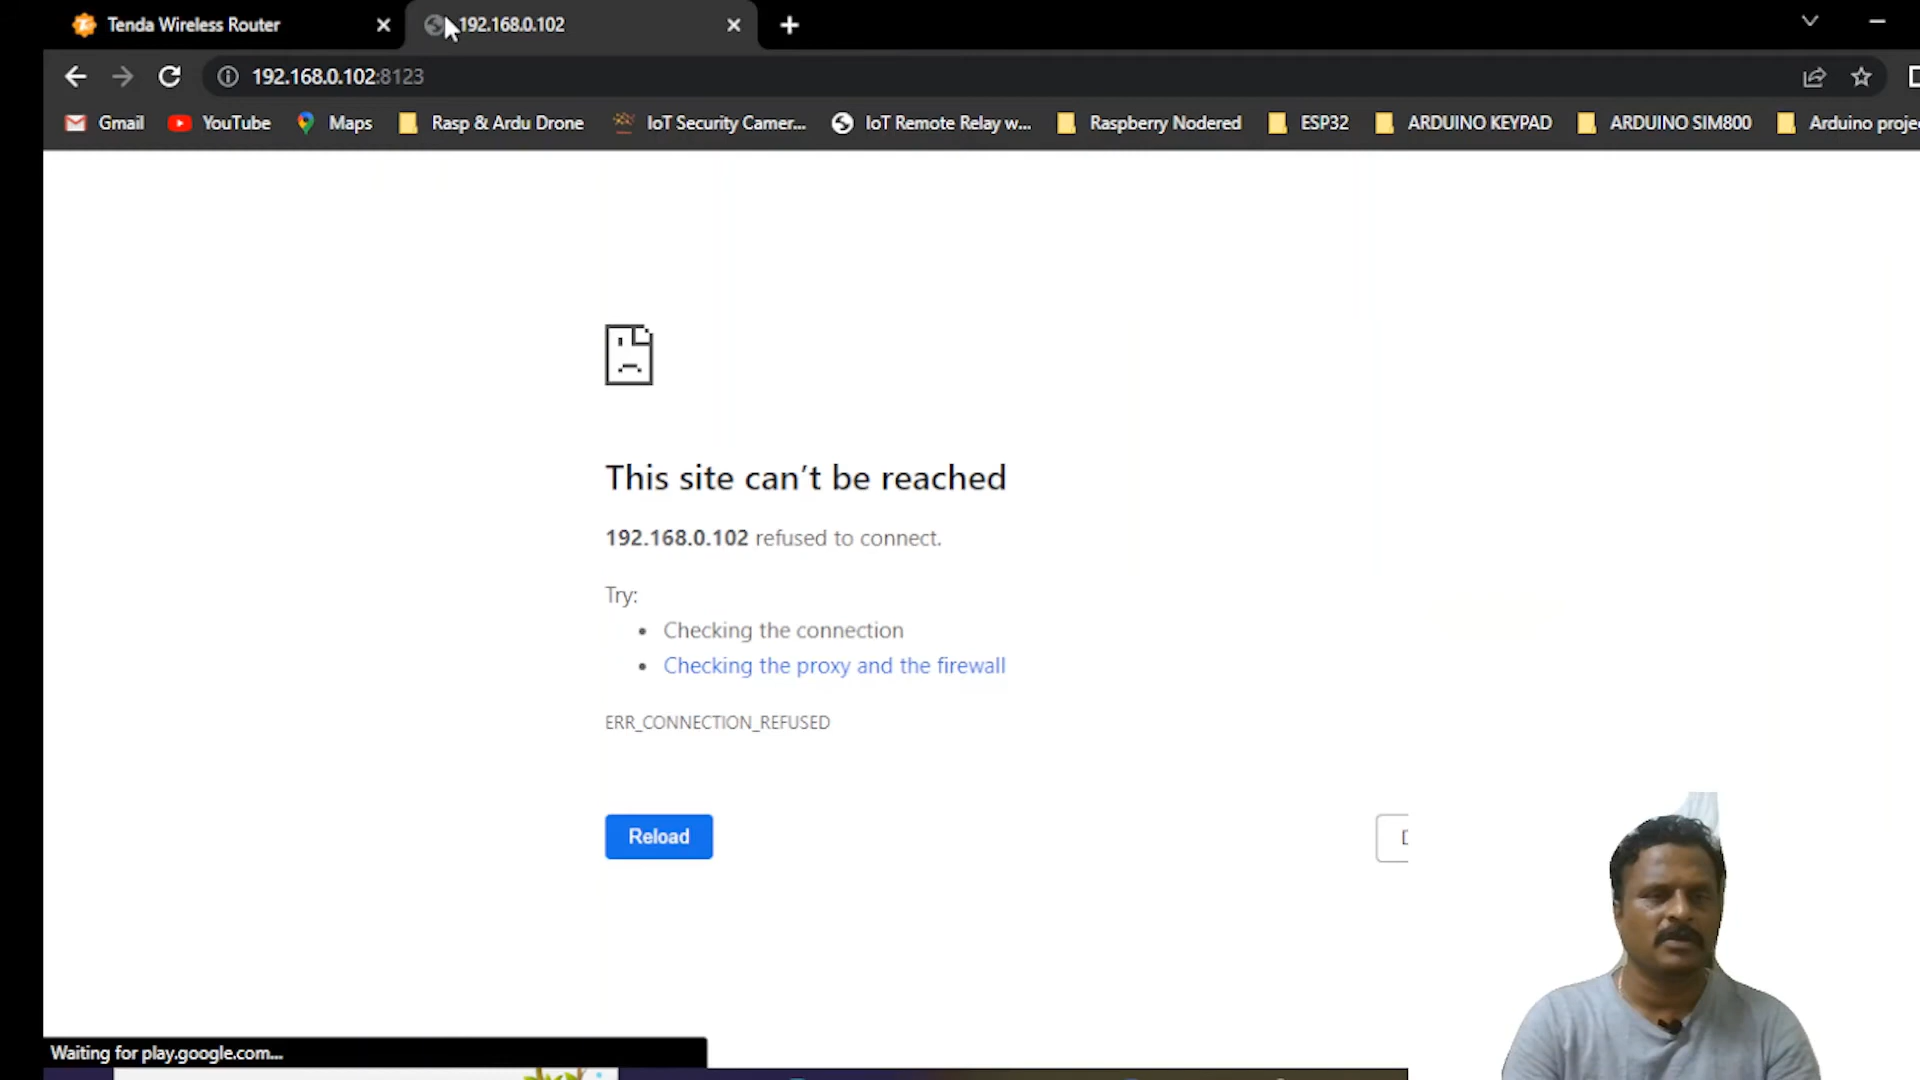 Tenda Wireless Router
192.168.0.102
192.168.0.102:8123
Gmail YouTube Maps Rasp & Ardu Drone IoT Security Camer... IoT Remote Relay w... Raspberry Nodered ESP32 ARDUINO KEYPAD ARDUINO SIM800 Arduino projec
This site can't be reached
192.168.0.102 refused to connect.
Try:
• Checking the connection
• Checking the proxy and the firewall
ERR_CONNECTION_REFUSED
Reload
Waiting for play.google.com...